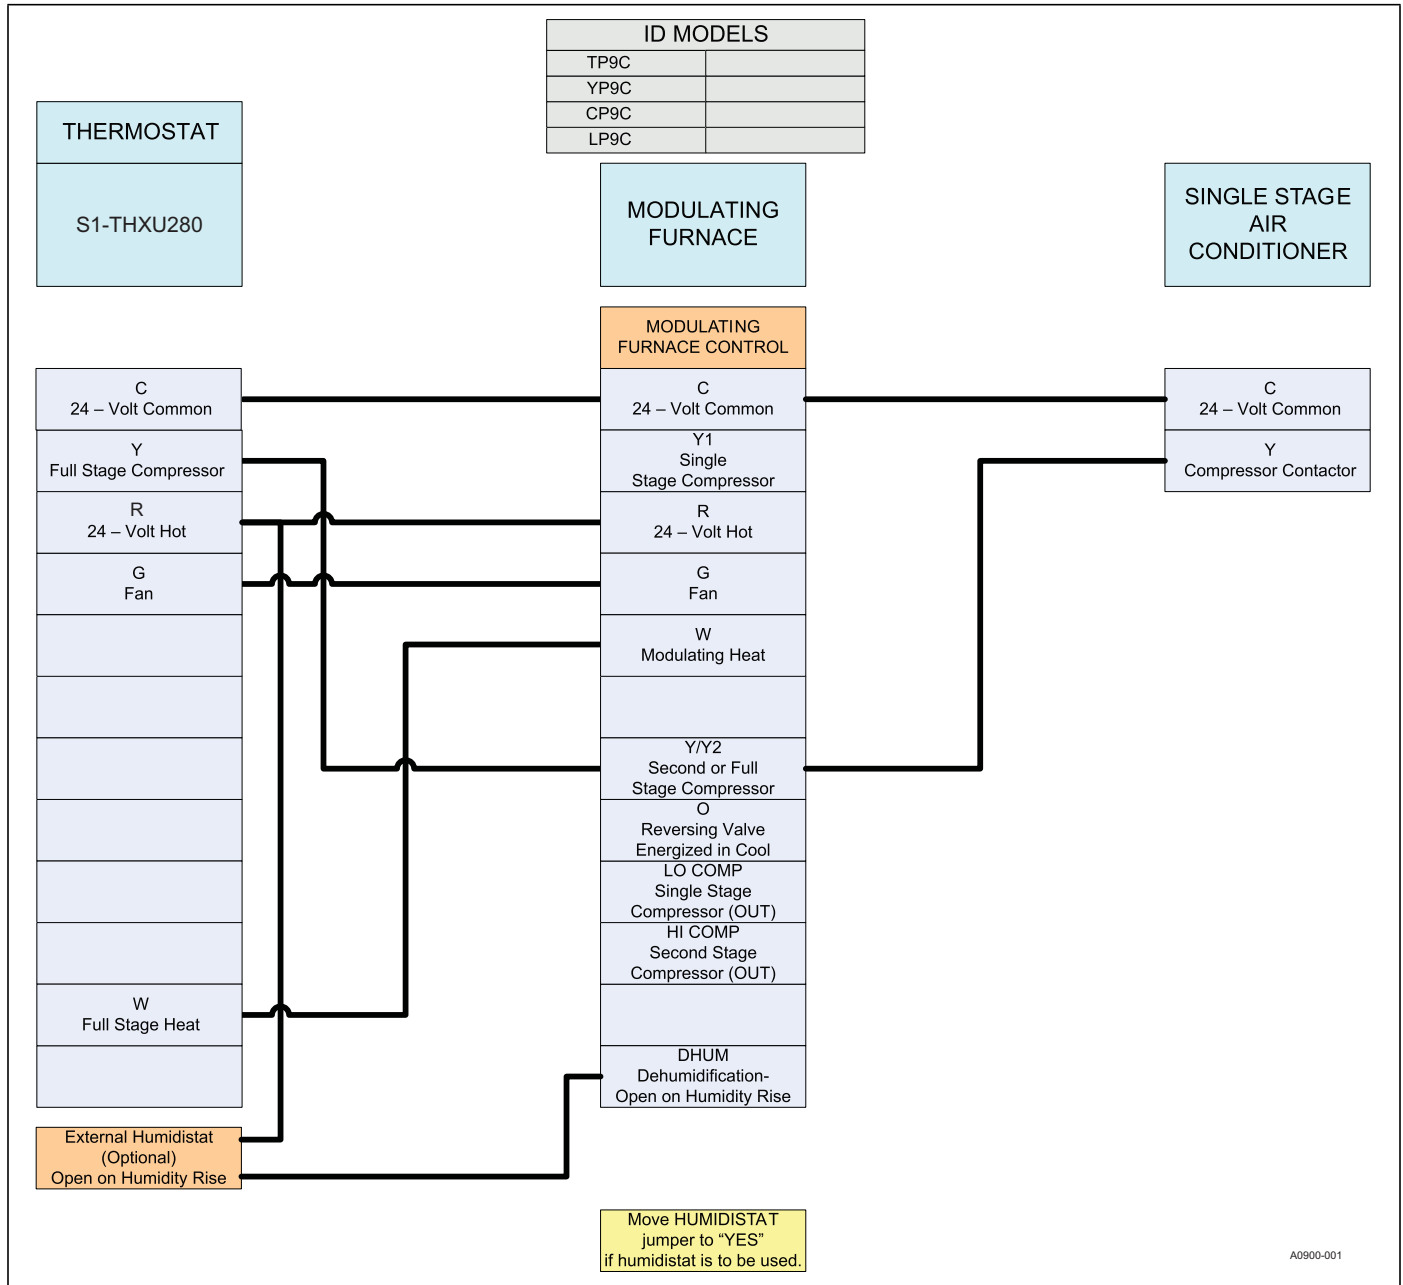 ID MODELS
TP9C
YP9C
CP9C
LP9C
THERMOSTAT
S1-THXU280
MODULATING
FURNACE
SINGLE STAGE
AIR
CONDITIONER
MODULATING
FURNACE CONTROL
C
24 – Volt Common
Y
Full Stage Compressor
R
24 – Volt Hot
G
Fan
W
Full Stage Heat
External Humidistat
(Optional)
Open on Humidity Rise
C
24 – Volt Common
Y1
Single
Stage Compressor
R
24 – Volt Hot
G
Fan
W
Modulating Heat
Y/Y2
Second or Full
Stage Compressor
O
Reversing Valve
Energized in Cool
LO COMP
Single Stage
Compressor (OUT)
HI COMP
Second Stage
Compressor (OUT)
DHUM
Dehumidification-
Open on Humidity Rise
Move HUMIDISTAT
jumper to “YES”
if humidistat is to be used.
C
24 – Volt Common
Y
Compressor Contactor
A0900-001